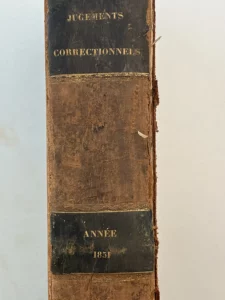 JUGEMENTS
CORRECTIONNELS
ANNÉE
1851